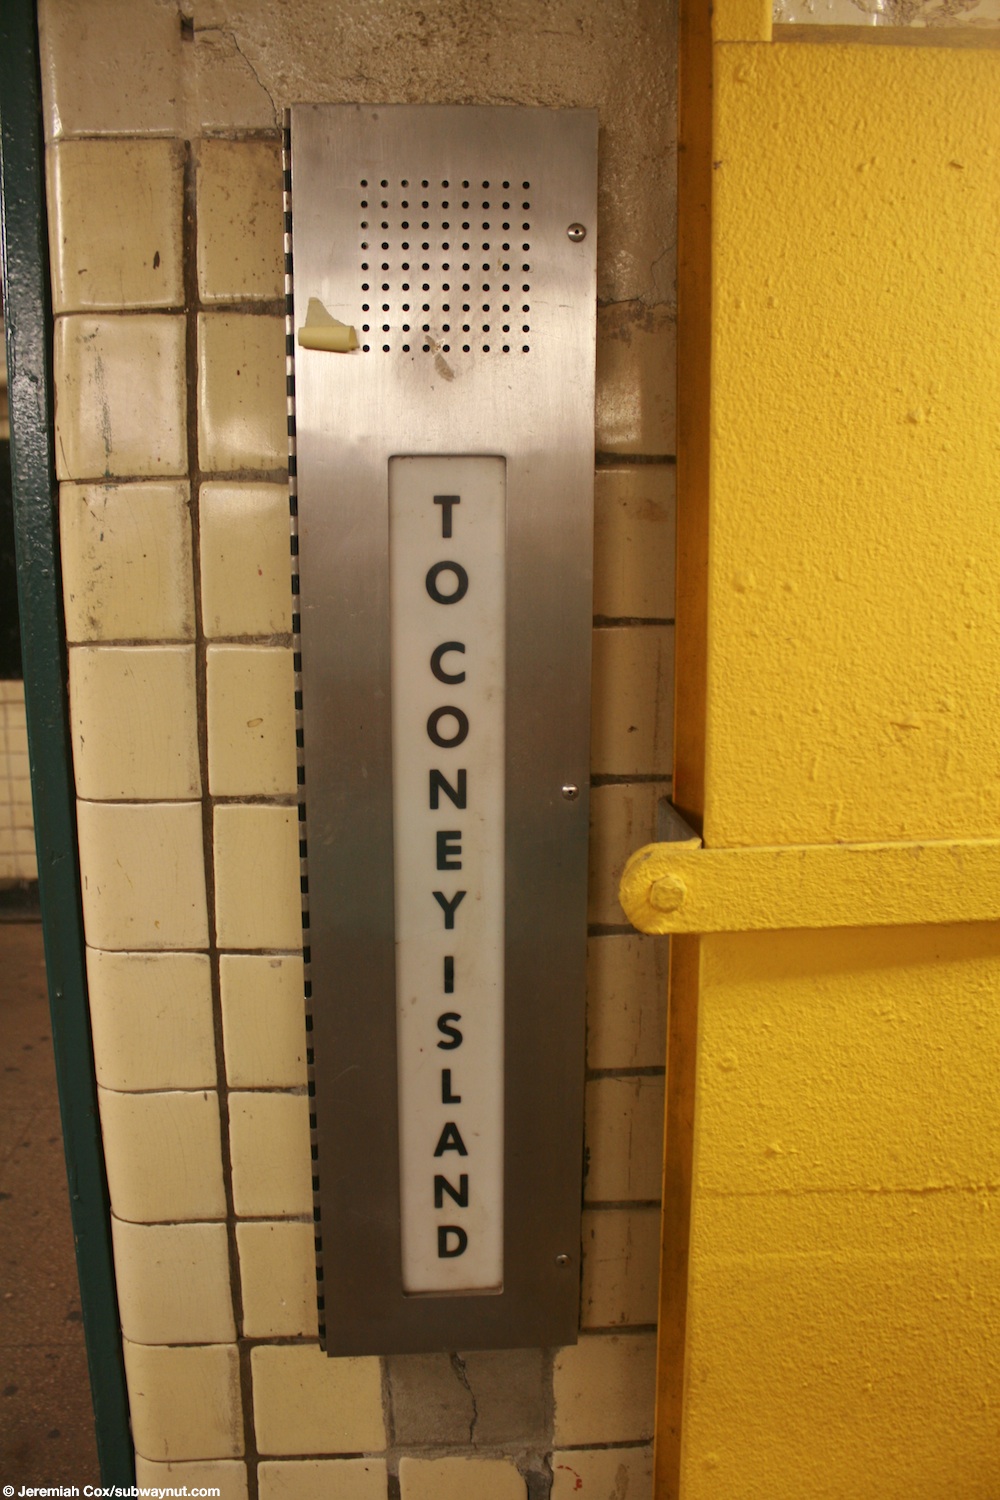 TO CONEY ISLAND
© Jeremiah Cox/subwaynut.com